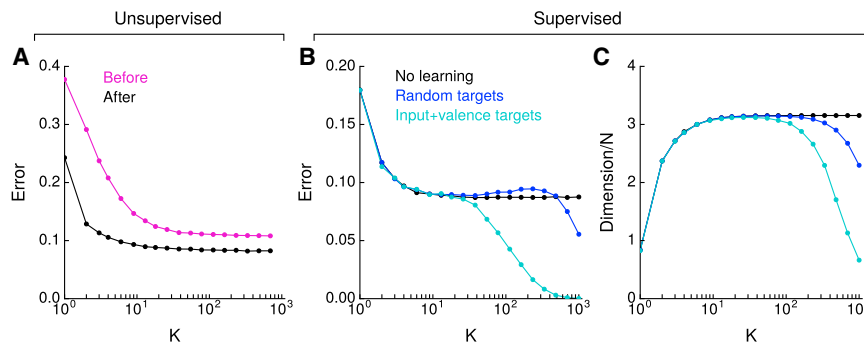 Unsupervised
Supervised
A
B
C
0.4
0.3
0.2
0.1
0.0
Error
Before
After
10^0
10^1
10^2
10^3
K
0.20
0.15
0.10
0.05
0.00
Error
No learning
Random targets
Input+valence targets
10^0
10^1
10^2
10^3
K
4
3
2
1
0
Dimension/N
10^0
10^1
10^2
10
K